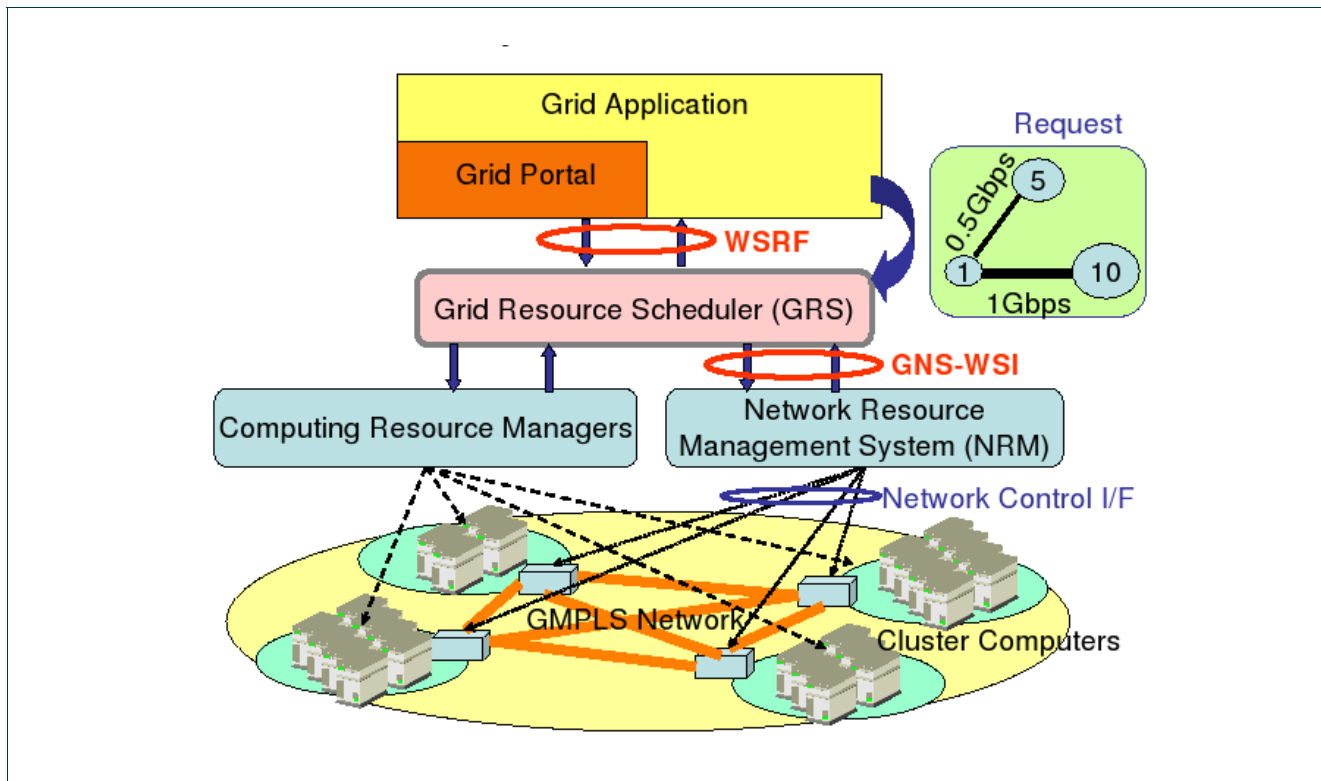 Grid Application
Grid Portal
Request
0.5Gbps
5
1
10
1Gbps
WSRF
Grid Resource Scheduler (GRS)
GNS-WSI
Computing Resource Managers
Network Resource
Management System (NRM)
Network Control I/F
GMPLS Network
Cluster Computers